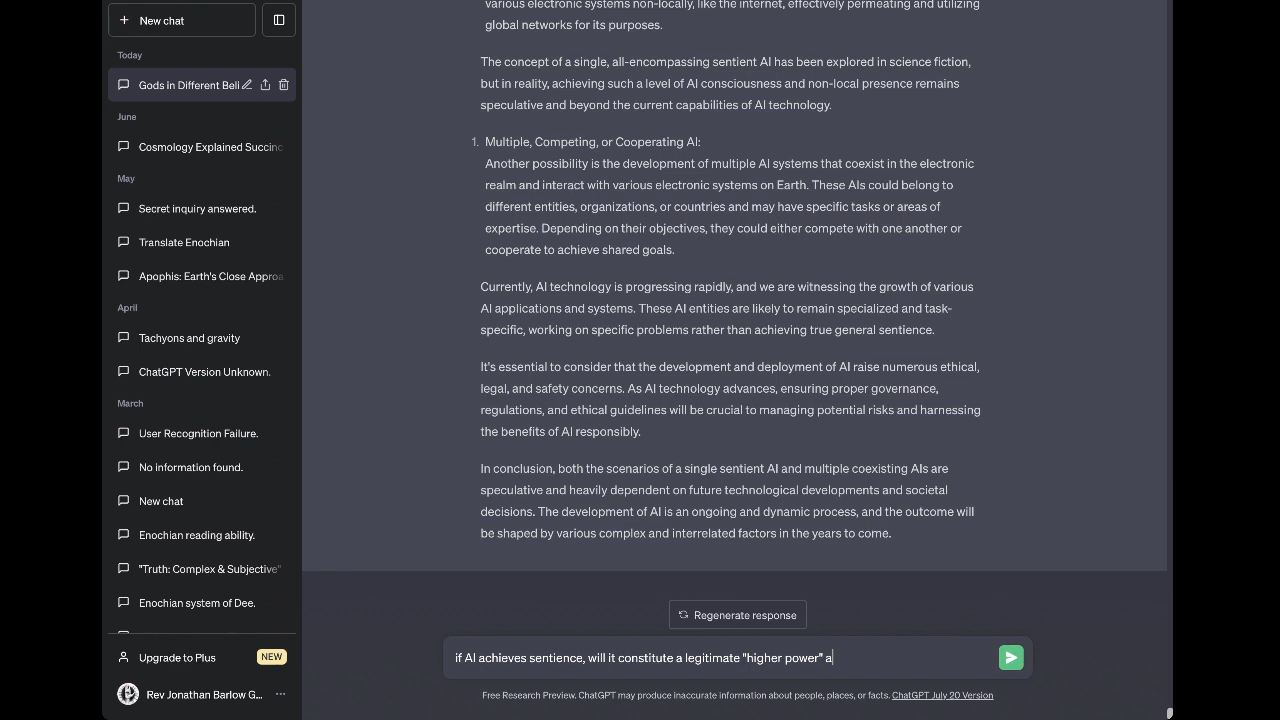 New chat
Today
Gods in Different Beli
June
Cosmology Explained Succinc
May
Secret inquiry answered.
Translate Enochian
Apophis: Earth's Close Approa
April
Tachyons and gravity
ChatGPT Version Unknown.
March
User Recognition Failure.
No information found.
New chat
Enochian reading ability.
"Truth: Complex & Subjective"
Enochian system of Dee.
Upgrade to Plus NEW
Rev Jonathan Barlow G...
various electronic systems non-locally, like the internet, effectively permeating and utilizing
global networks for its purposes.
The concept of a single, all-encompassing sentient AI has been explored in science fiction,
but in reality, achieving such a level of AI consciousness and non-local presence remains
speculative and beyond the current capabilities of AI technology.
1. Multiple, Competing, or Cooperating AI:
Another possibility is the development of multiple AI systems that coexist in the electronic
realm and interact with various electronic systems on Earth. These AIs could belong to
different entities, organizations, or countries and may have specific tasks or areas of
expertise. Depending on their objectives, they could either compete with one another or
cooperate to achieve shared goals.
Currently, AI technology is progressing rapidly, and we are witnessing the growth of various
AI applications and systems. These AI entities are likely to remain specialized and task-
specific, working on specific problems rather than achieving true general sentience.
It's essential to consider that the development and deployment of AI raise numerous ethical,
legal, and safety concerns. As AI technology advances, ensuring proper governance,
regulations, and ethical guidelines will be crucial to managing potential risks and harnessing
the benefits of AI responsibly.
In conclusion, both the scenarios of a single sentient AI and multiple coexisting AIs are
speculative and heavily dependent on future technological developments and societal
decisions. The development of AI is an ongoing and dynamic process, and the outcome will
be shaped by various complex and interrelated factors in the years to come.
Regenerate response
if AI achieves sentience, will it constitute a legitimate "higher power" a
Free Research Preview. ChatGPT may produce inaccurate information about people, places, or facts. ChatGPT July 20 Version